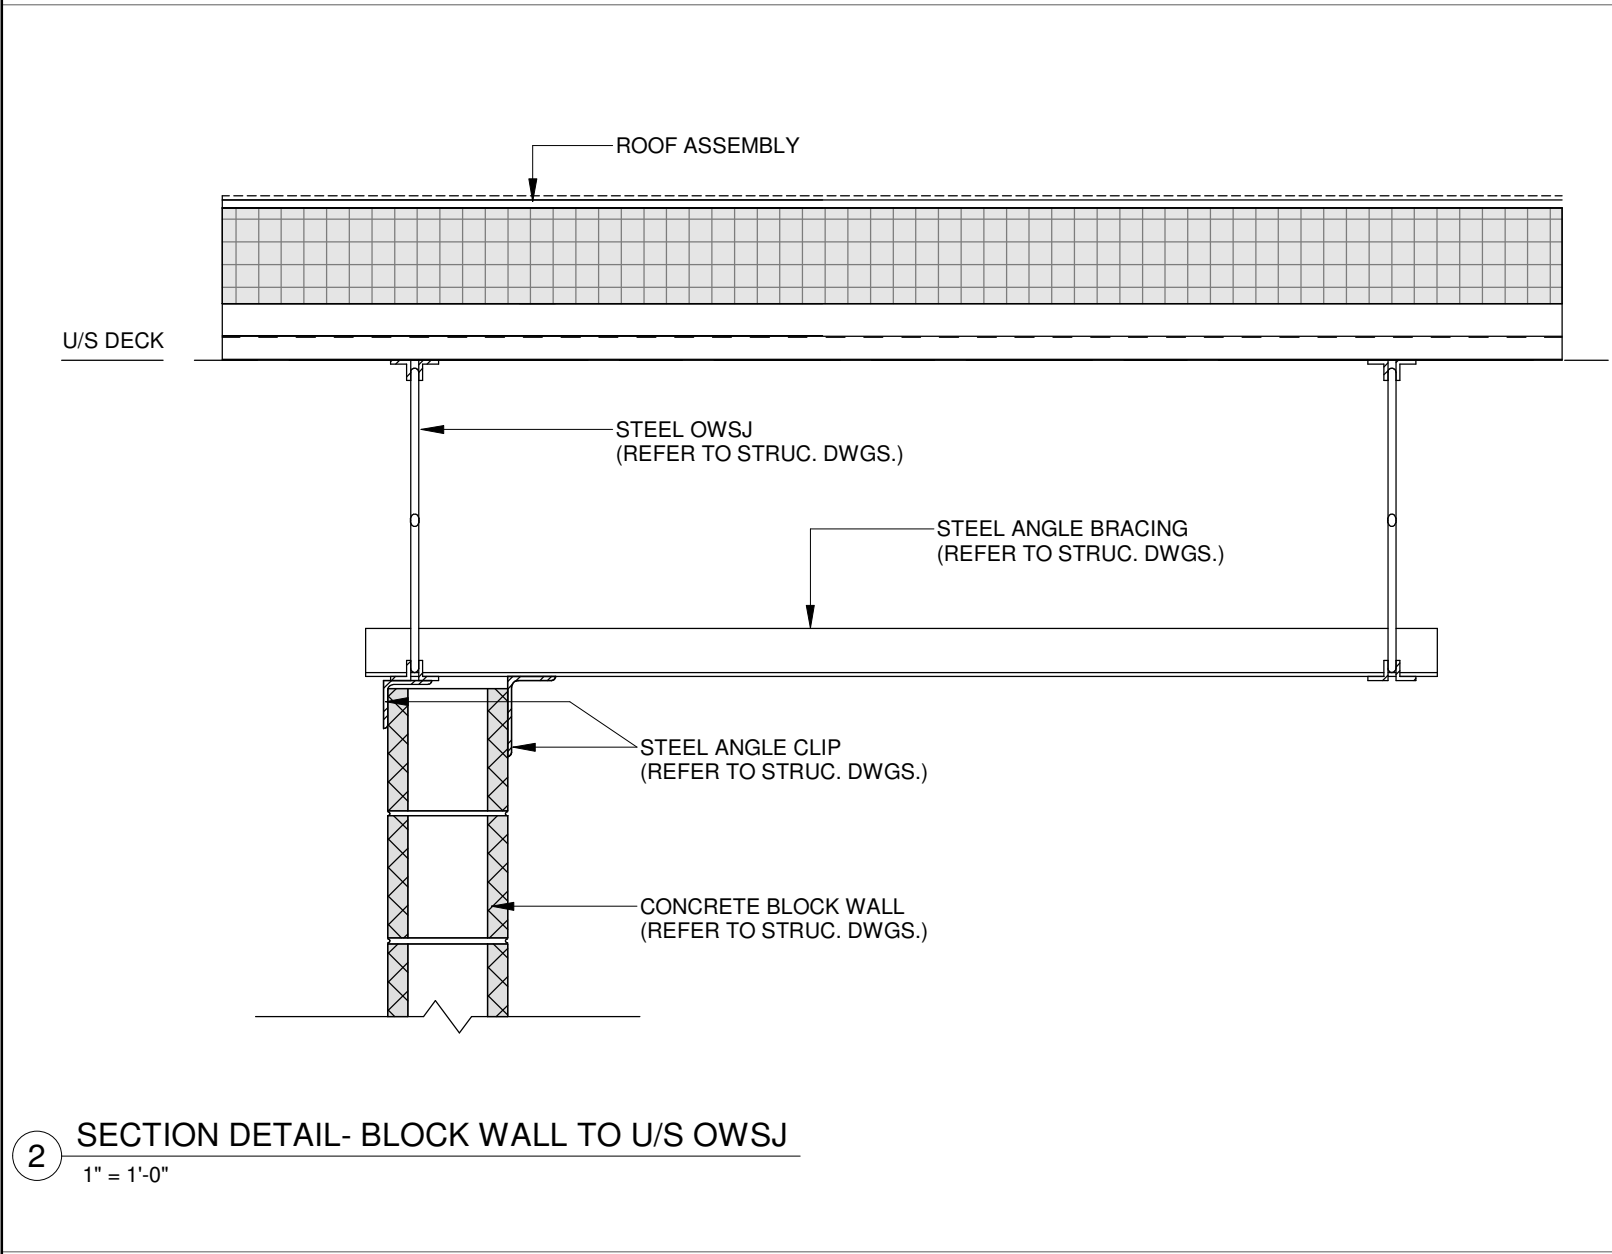 ROOF ASSEMBLY
U/S DECK
STEEL OWSJ
(REFER TO STRUC. DWGS.)
STEEL ANGLE BRACING
(REFER TO STRUC. DWGS.)
STEEL ANGLE CLIP
(REFER TO STRUC. DWGS.)
CONCRETE BLOCK WALL
(REFER TO STRUC. DWGS.)
2
SECTION DETAIL- BLOCK WALL TO U/S OWSJ
1" = 1'-0"